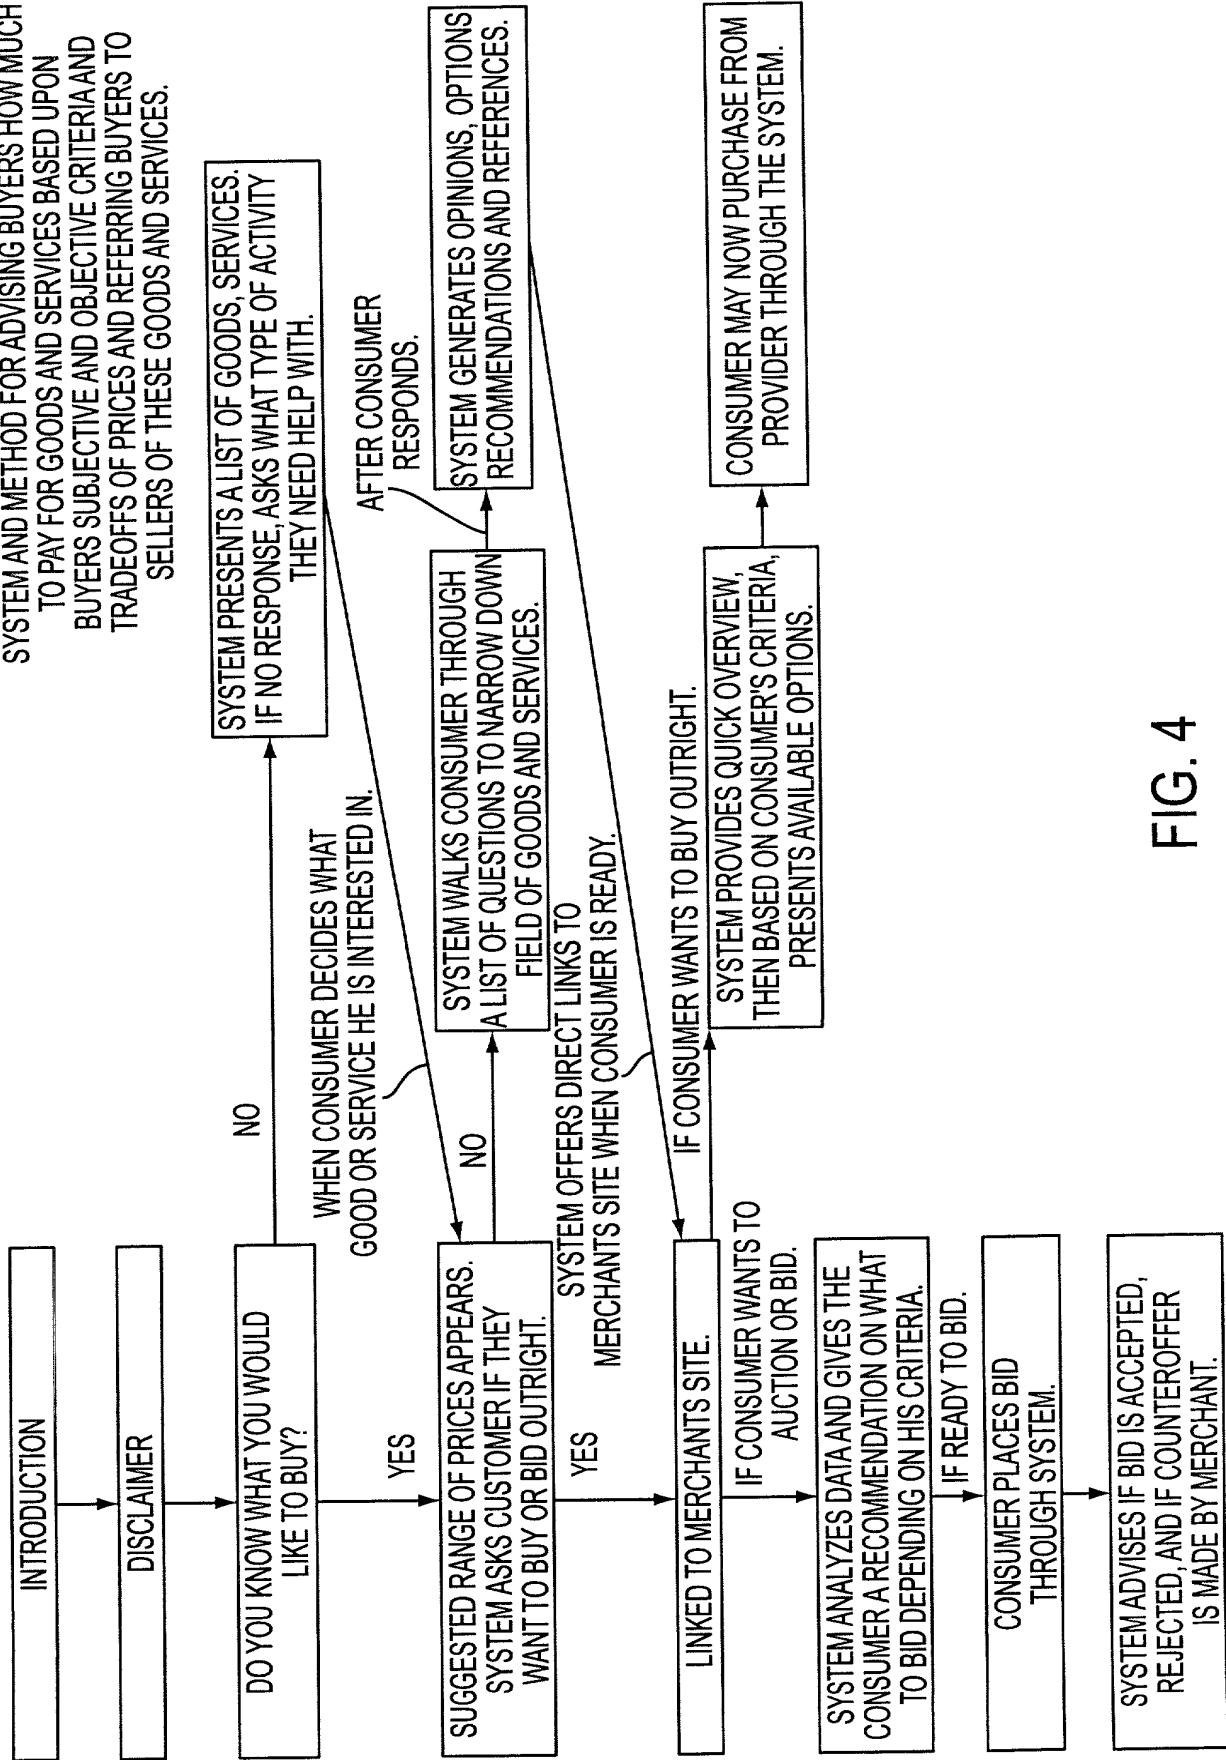 SYSTEM AND METHOD FOR ADVISING BUYERS HOW MUCH
TO PAY FOR GOODS AND SERVICES BASED UPON
BUYERS SUBJECTIVE AND OBJECTIVE CRITERIA AND
TRADEOFFS OF PRICES AND REFERRING BUYERS TO
SELLERS OF THESE GOODS AND SERVICES.
INTRODUCTION
DISCLAIMER
DO YOU KNOW WHAT YOU WOULD
LIKE TO BUY?
NO
SYSTEM PRESENTS A LIST OF GOODS, SERVICES.
IF NO RESPONSE, ASKS WHAT TYPE OF ACTIVITY
THEY NEED HELP WITH.
WHEN CONSUMER DECIDES WHAT
GOOD OR SERVICE HE IS INTERESTED IN.
YES
SUGGESTED RANGE OF PRICES APPEARS.
SYSTEM ASKS CUSTOMER IF THEY
WANT TO BUY OR BID OUTRIGHT.
NO
SYSTEM WALKS CONSUMER THROUGH
A LIST OF QUESTIONS TO NARROW DOWN
FIELD OF GOODS AND SERVICES.
AFTER CONSUMER
RESPONDS.
SYSTEM GENERATES OPINIONS, OPTIONS
RECOMMENDATIONS AND REFERENCES.
YES
SYSTEM OFFERS DIRECT LINKS TO
MERCHANTS SITE WHEN CONSUMER IS READY.
LINKED TO MERCHANTS SITE.
IF CONSUMER WANTS TO BUY OUTRIGHT.
SYSTEM PROVIDES QUICK OVERVIEW,
THEN BASED ON CONSUMER'S CRITERIA,
PRESENTS AVAILABLE OPTIONS.
CONSUMER MAY NOW PURCHASE FROM
PROVIDER THROUGH THE SYSTEM.
IF CONSUMER WANTS TO
AUCTION OR BID.
SYSTEM ANALYZES DATA AND GIVES THE
CONSUMER A RECOMMENDATION ON WHAT
TO BID DEPENDING ON HIS CRITERIA.
IF READY TO BID.
CONSUMER PLACES BID
THROUGH SYSTEM.
SYSTEM ADVISES IF BID IS ACCEPTED,
REJECTED, AND IF COUNTEROFFER
IS MADE BY MERCHANT.
FIG. 4